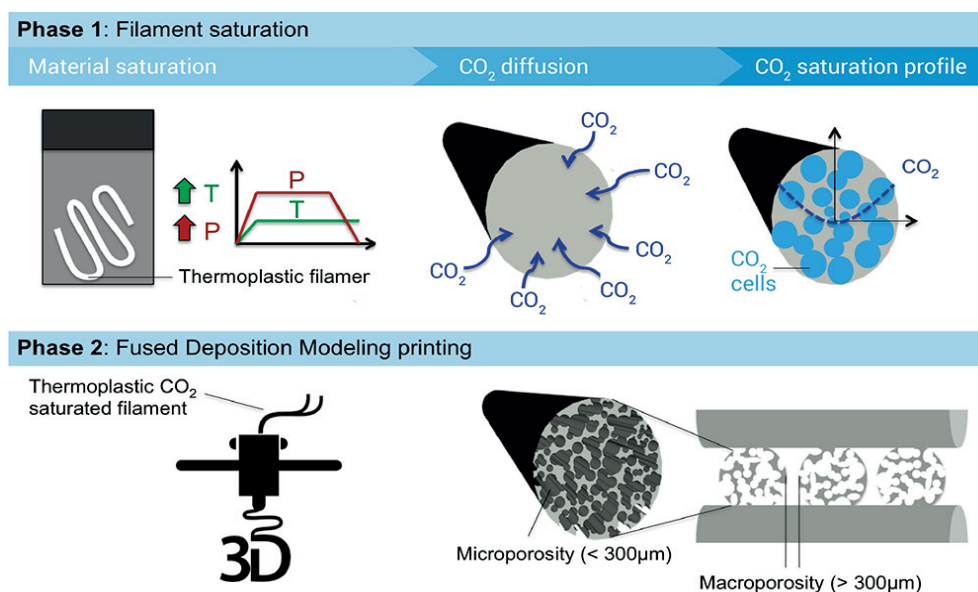 Phase 1: Filament saturation
Material saturation
CO₂ diffusion
CO₂ saturation profile
T
P
P
T
Thermoplastic filamer
CO₂
CO₂
CO₂
CO₂
CO₂
CO₂
CO₂
CO₂
CO₂
cells
Phase 2: Fused Deposition Modeling printing
Thermoplastic CO₂
saturated filament
3D
Microporosity (< 300µm)
Macroporosity (> 300µm)